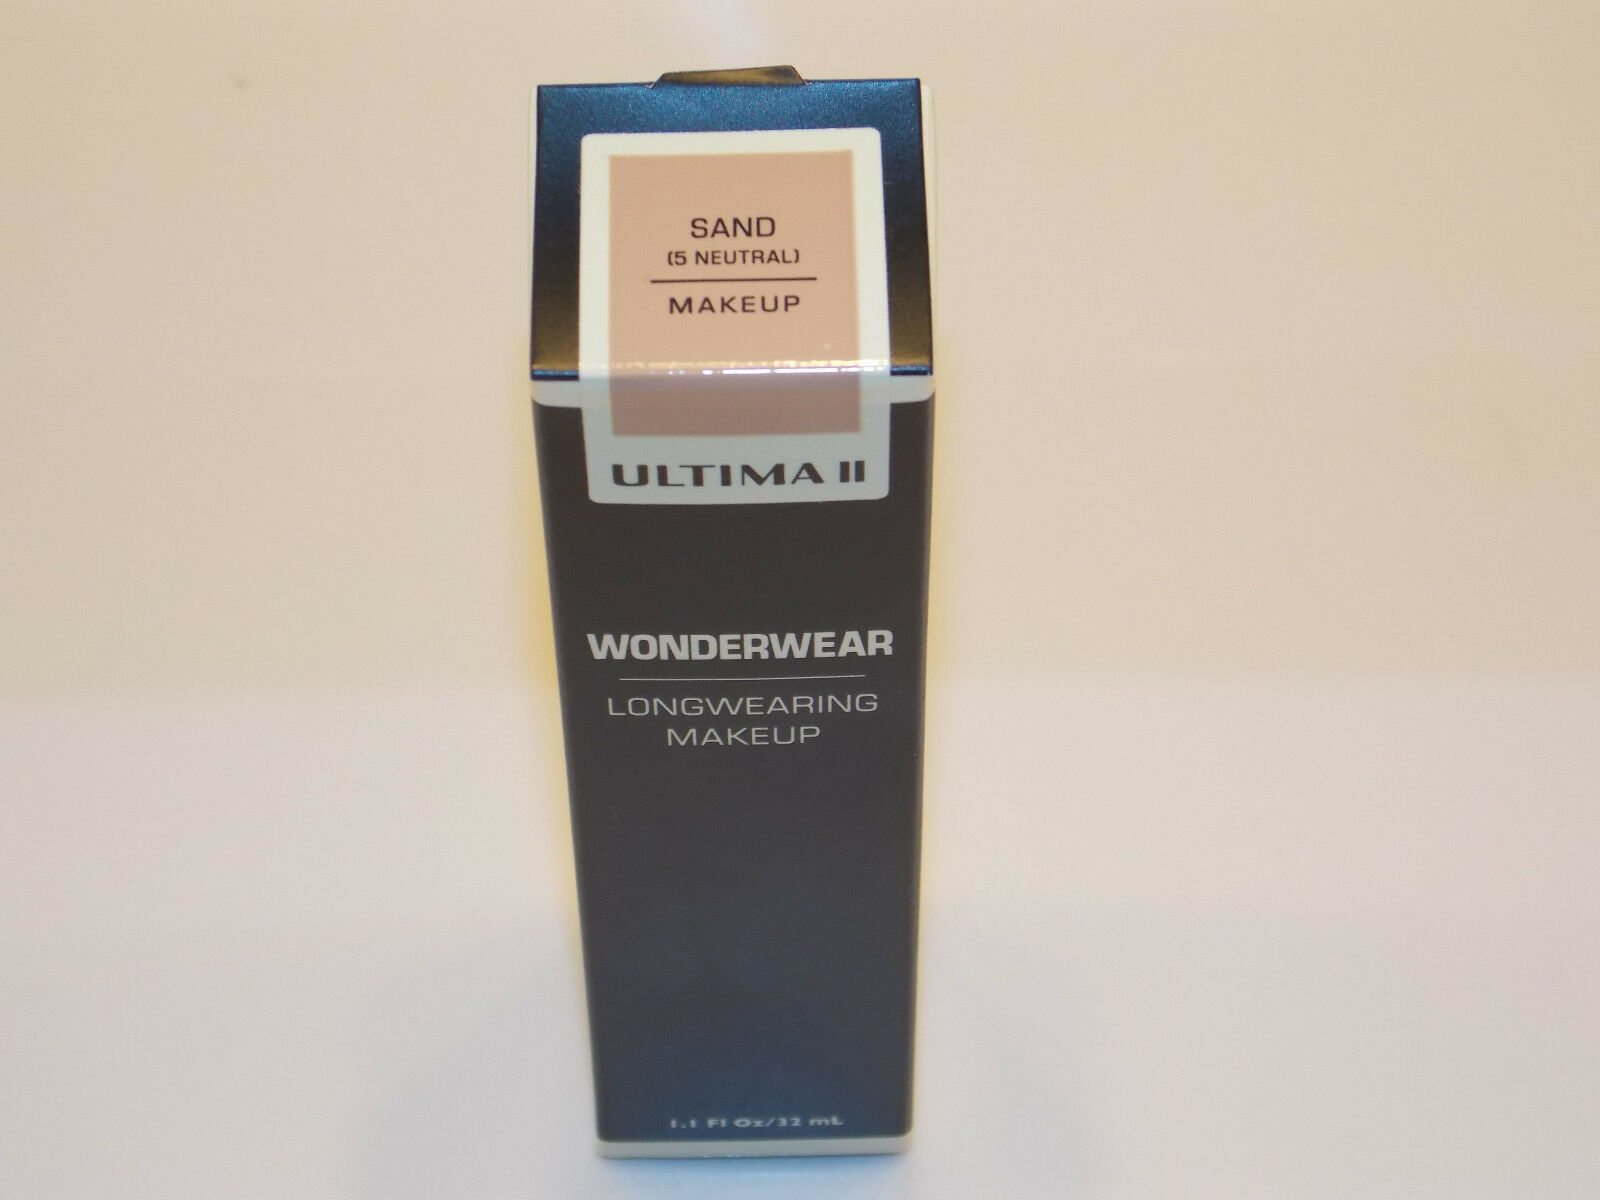 SAND
(5 NEUTRAL)
MAKEUP
ULTIMA II
WONDERWEAR
LONGWEARING
MAKEUP
1.1 Fl Oz/32 mL